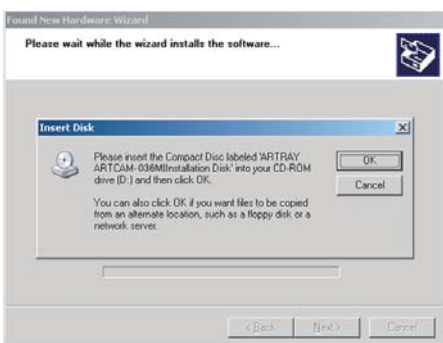 Found New Hardware Wizard
Please wait while the wizard installs the software...
Insert Disk
Please insert the Compact Disc labeled 'ARTRAY
ARTCAM-036MIInstallation Disk' into your CD-ROM
drive (D:) and then click OK.
You can also click OK if you want files to be copied
from an alternate location, such as a floppy disk or a
network server.
OK
Cancel
< Back
Next >
Cancel